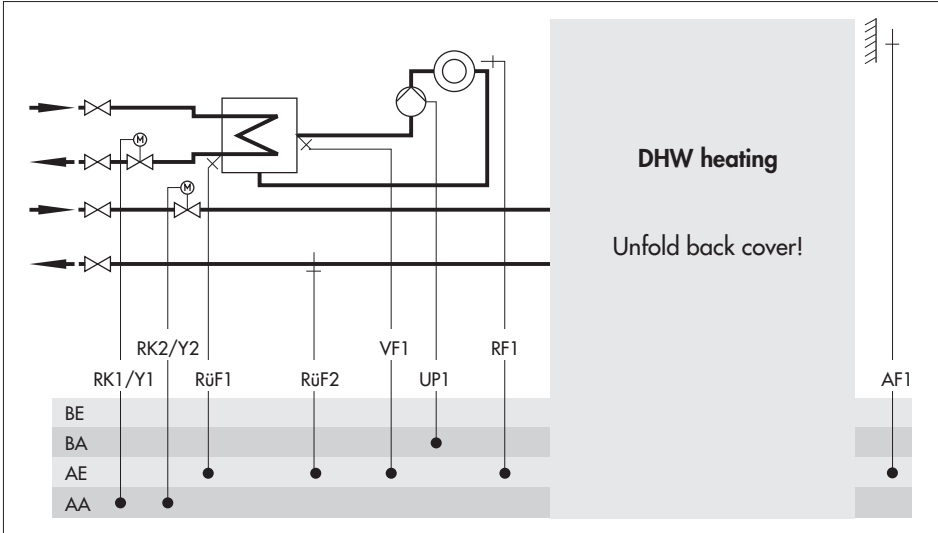 M
M
DHW heating
Unfold back cover!
RK2/Y2 VF1 RF1
RK1/Y1 RüF1 RüF2 UP1 AF1
BE
BA
AE
AA